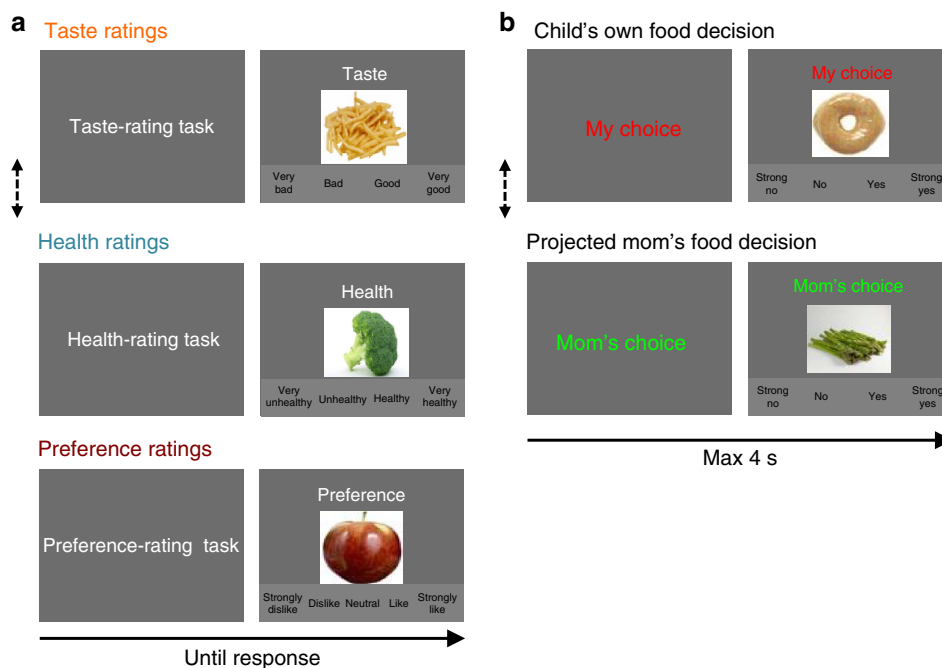 a
Taste ratings
Taste-rating task
Taste
Very bad
Bad
Good
Very good
Health ratings
Health-rating task
Health
Very unhealthy
Unhealthy
Healthy
Very healthy
Preference ratings
Preference-rating task
Preference
Strongly dislike
Dislike
Neutral
Like
Strongly like
Until response
b
Child's own food decision
My choice
My choice
Strong no
No
Yes
Strong yes
Projected mom's food decision
Mom's choice
Mom's choice
Strong no
No
Yes
Strong yes
Max 4 s